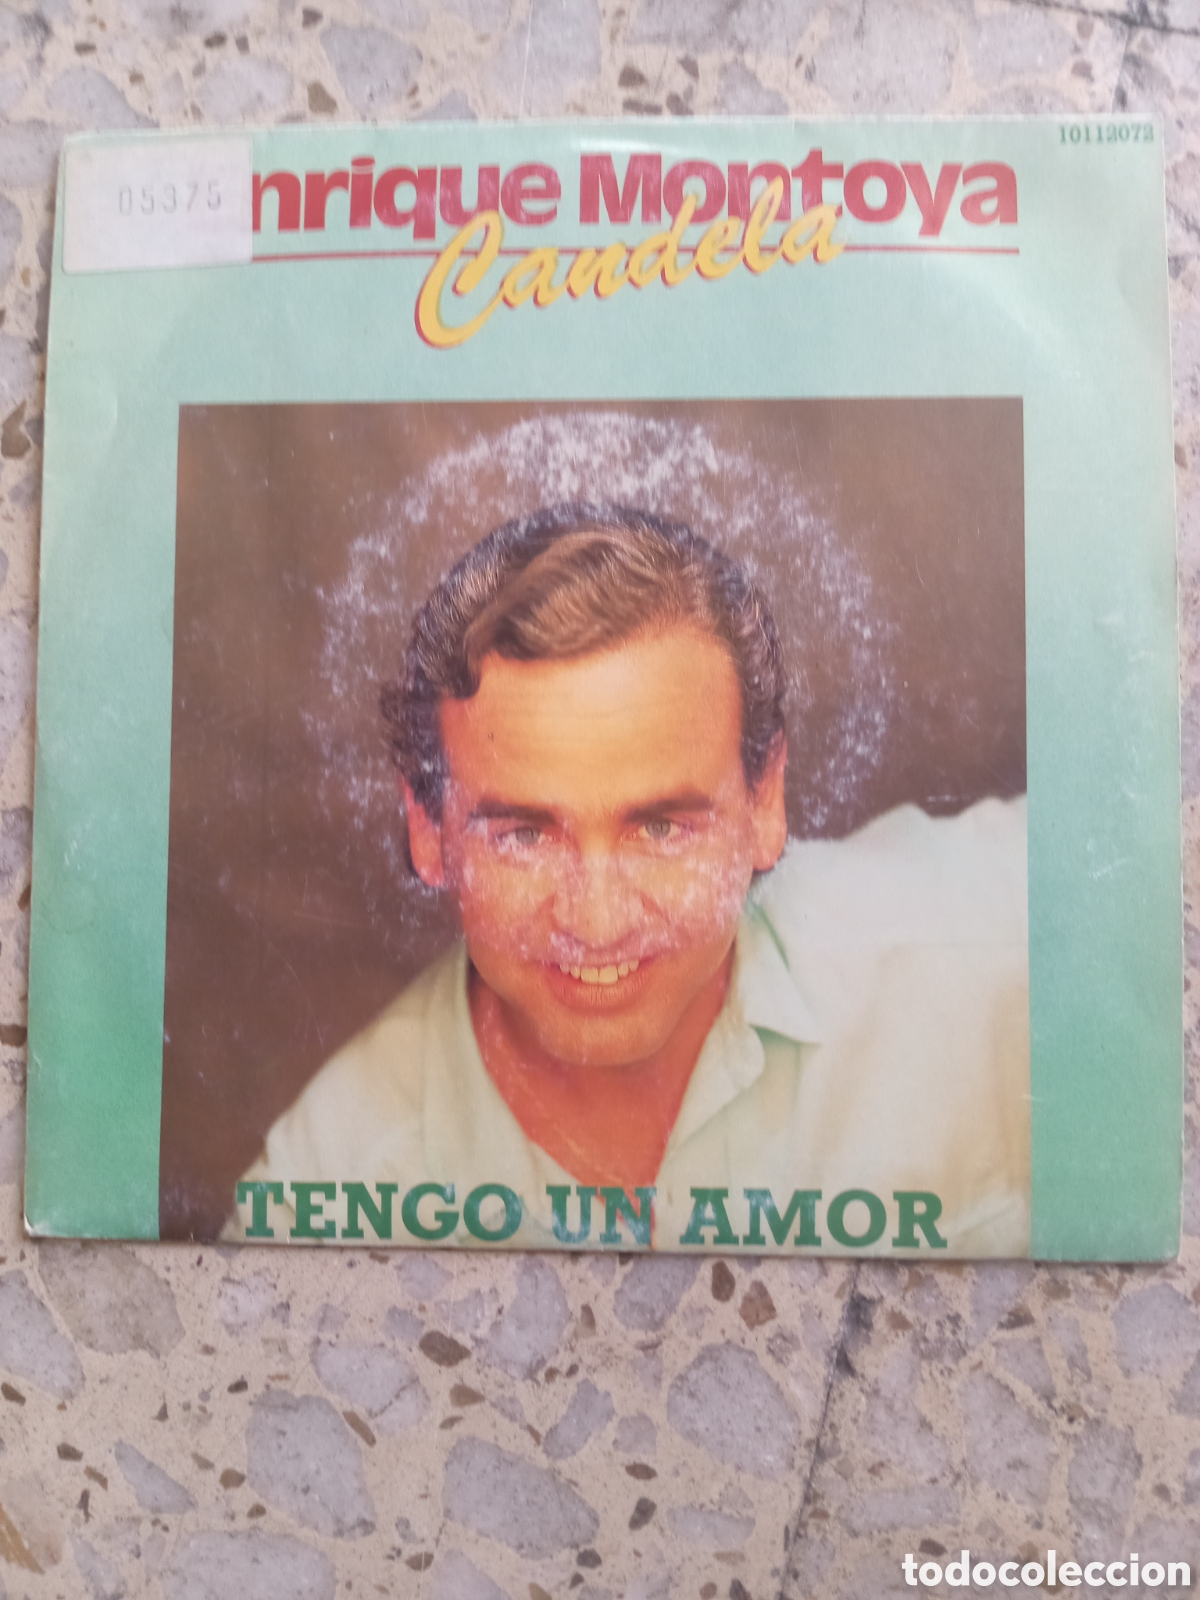 10112072
05375
nrique Montoya
Candela
TENGO UN AMOR
todocoleccion